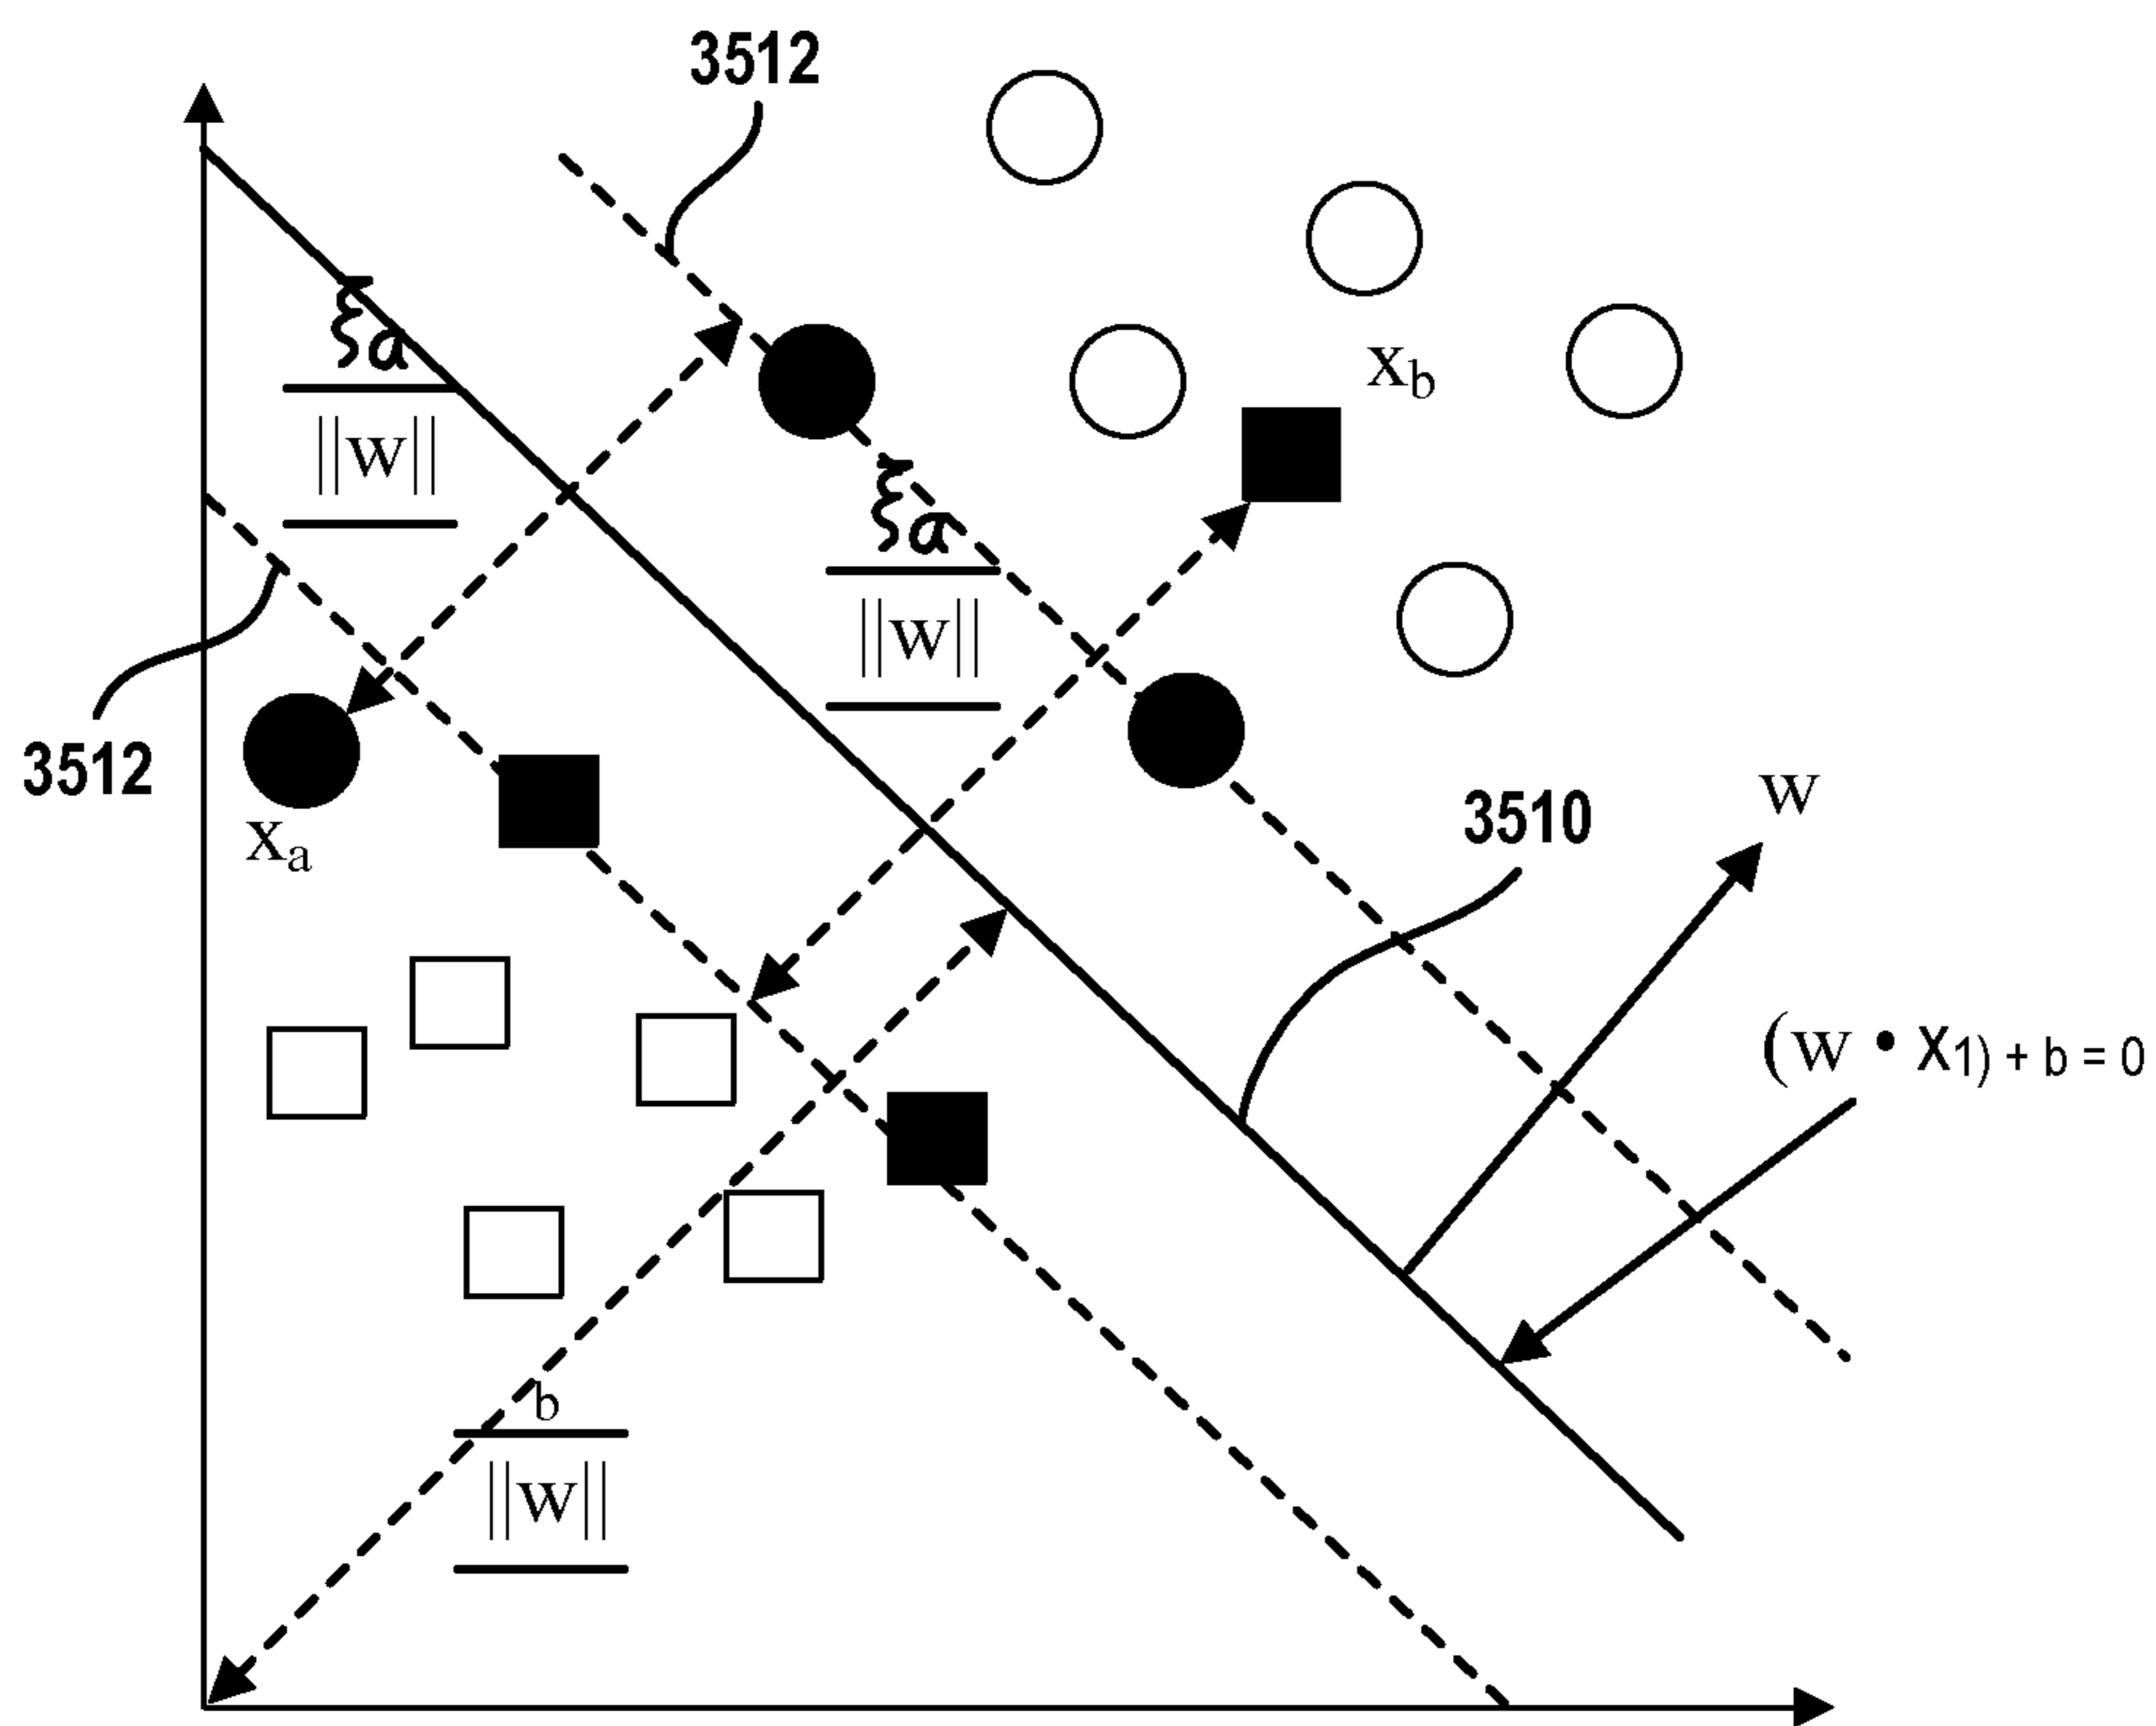 3512
ξa
||w||
xb
ξa
||w||
3512
xa
3510
w
(w • x1) + b = 0
b
||w||